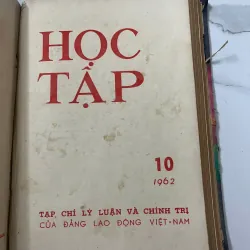 HỌC
TẬP
10
1962
TẠP CHÍ LÝ LUẬN VÀ CHÍNH TRỊ
CỦA ĐẢNG LAO ĐỘNG VIỆT-NAM